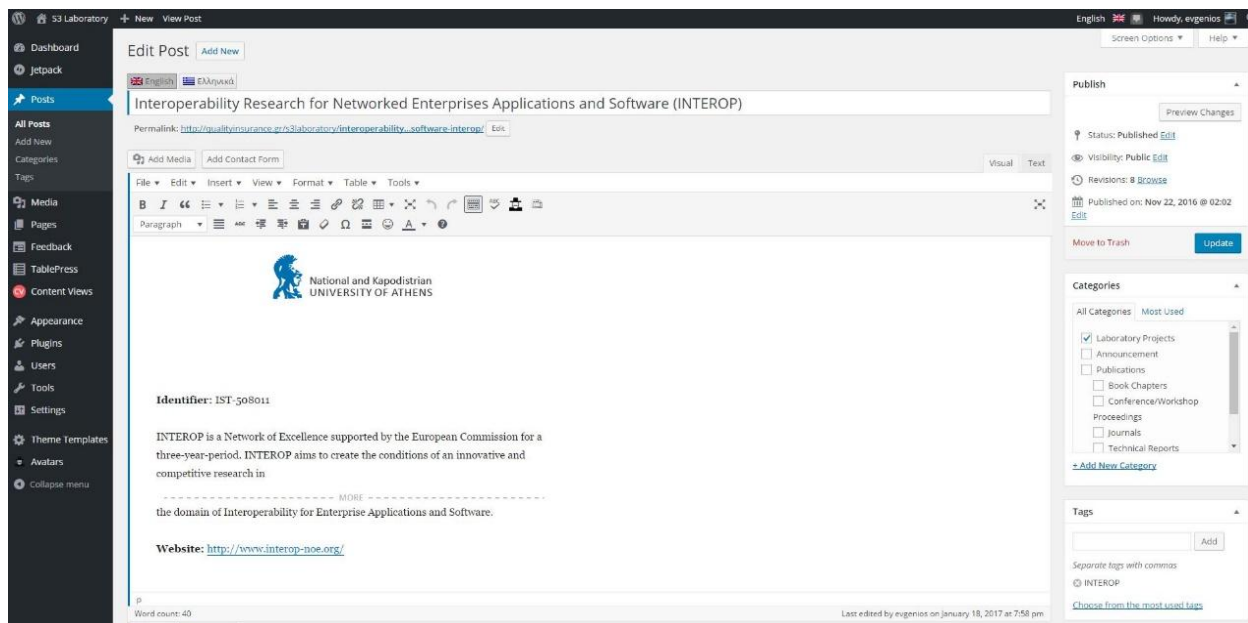 S3 Laboratory + New View Post
English Howdy, evgenios
Dashboard
Jetpack
Posts
All Posts
Add New
Categories
Tags
Media
Pages
Feedback
TablePress
Content Views
Appearance
Plugins
Users
Tools
Settings
Theme Templates
Avatars
Collapse menu
Screen Options Help
Edit Post Add New
English Ελληνικά
Interoperability Research for Networked Enterprises Applications and Software (INTEROP)
Permalink: http://qualityinsurance.gr/s3laboratory/interoperability...software-interop/ Edit
Add Media Add Contact Form
Visual Text
File Edit Insert View Format Table Tools
Paragraph
National and Kapodistrian
UNIVERSITY OF ATHENS
Identifier: IST-508011
INTEROP is a Network of Excellence supported by the European Commission for a
three-year-period. INTEROP aims to create the conditions of an innovative and
competitive research in
MORE
the domain of Interoperability for Enterprise Applications and Software.
Website: http://www.interop-noe.org/
p
Word count: 40
Last edited by evgenios on January 18, 2017 at 7:58 pm
Publish
Preview Changes
Status: Published Edit
Visibility: Public Edit
Revisions: 8 Browse
Published on: Nov 22, 2016 @ 02:02
Edit
Move to Trash Update
Categories
All Categories Most Used
Laboratory Projects
Announcement
Publications
Book Chapters
Conference/Workshop
Proceedings
Journals
Technical Reports
+ Add New Category
Tags
Add
Separate tags with commas
INTEROP
Choose from the most used tags